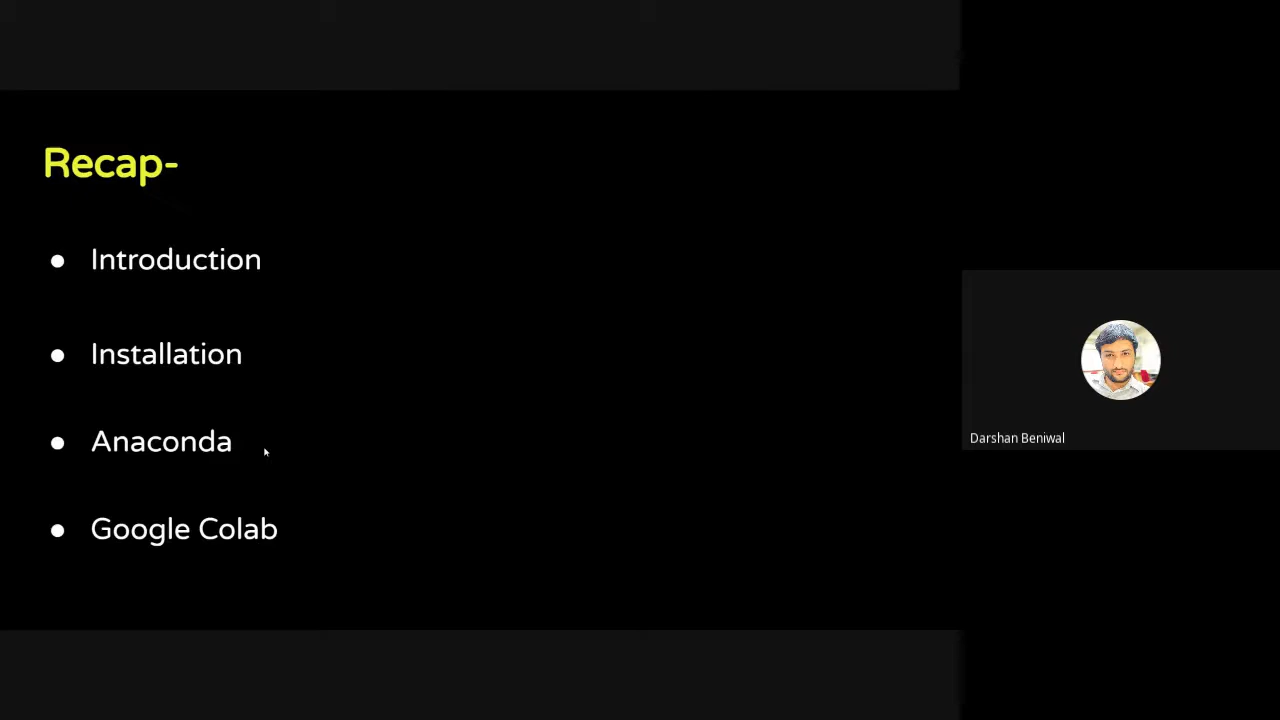 Recap-
● Introduction
● Installation
● Anaconda
● Google Colab
Darshan Beniwal